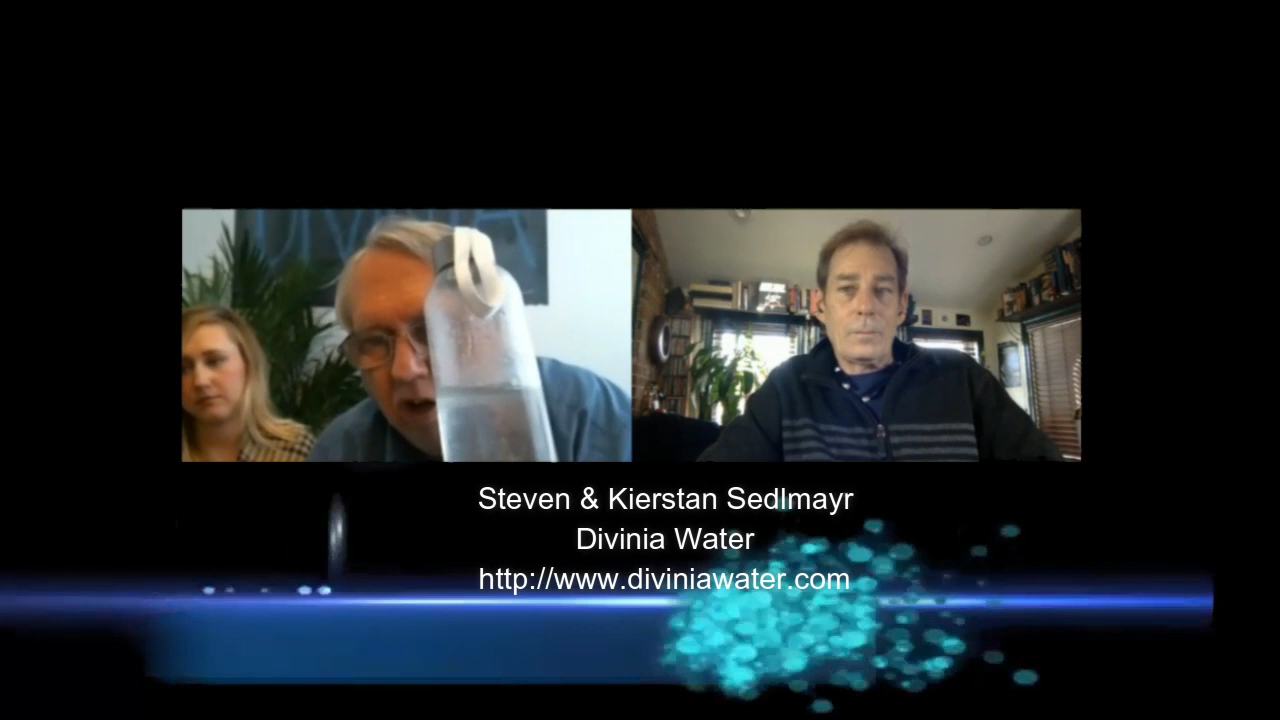 Steven & Kierstan Sedlmayr
Divinia Water
http://www.diviniawater.com